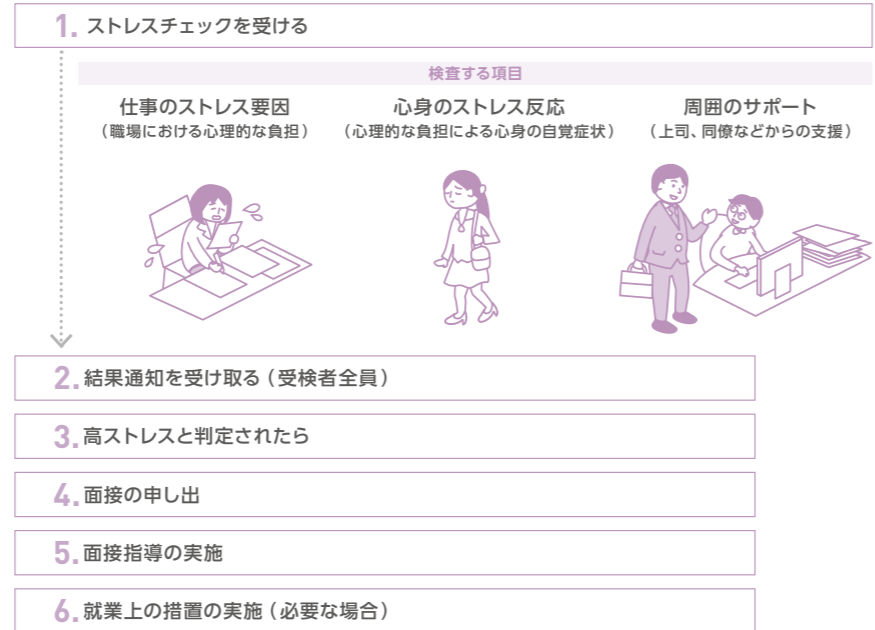 1. ストレスチェックを受ける
検査する項目
仕事のストレス要因
（職場における心理的な負担）
心身のストレス反応
（心理的な負担による心身の自覚症状）
周囲のサポート
（上司、同僚などからの支援）
2. 結果通知を受け取る（受検者全員）
3. 高ストレスと判定されたら
4. 面接の申し出
5. 面接指導の実施
6. 就業上の措置の実施（必要な場合）